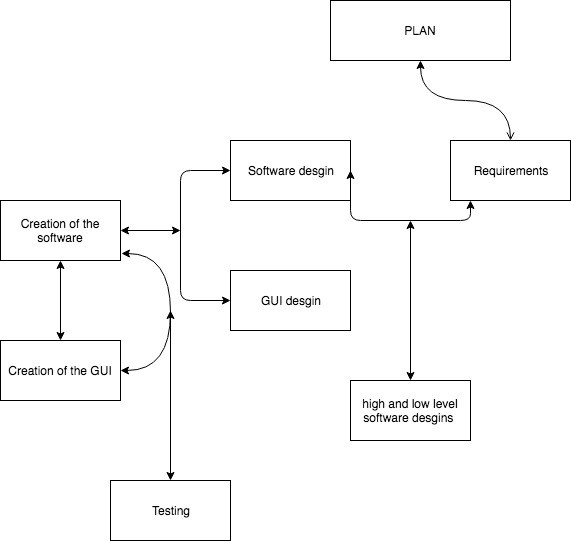 PLAN
Software desgin
Requirements
Creation of the
software
GUI desgin
Creation of the GUI
high and low level
software desgins
Testing